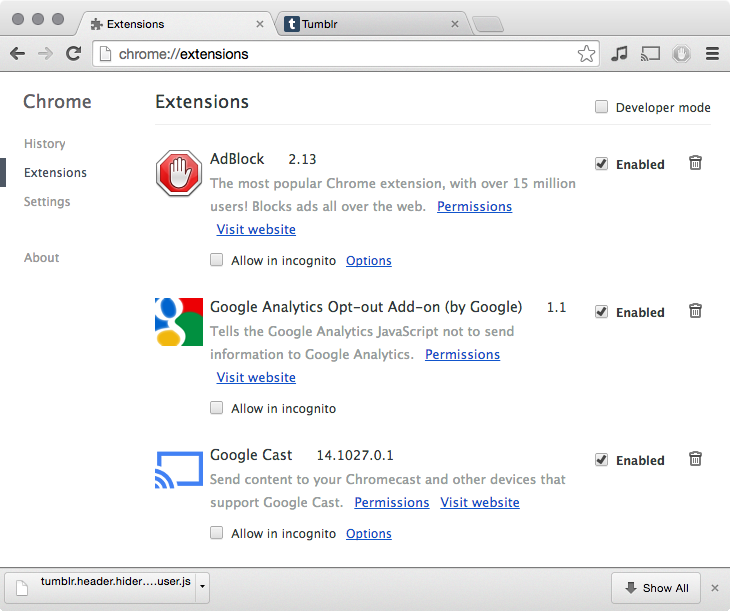 Extensions
Tumblr
chrome://extensions
Chrome
Extensions
Developer mode
History
Extensions
Settings
About
AdBlock 2.13
Enabled
The most popular Chrome extension, with over 15 million
users! Blocks ads all over the web. Permissions
Visit website
Allow in incognito Options
Google Analytics Opt-out Add-on (by Google) 1.1
Enabled
Tells the Google Analytics JavaScript not to send
information to Google Analytics. Permissions
Visit website
Allow in incognito
Google Cast 14.1027.0.1
Enabled
Send content to your Chromecast and other devices that
support Google Cast. Permissions Visit website
Allow in incognito Options
tumblr.header.hider....user.js
Show All